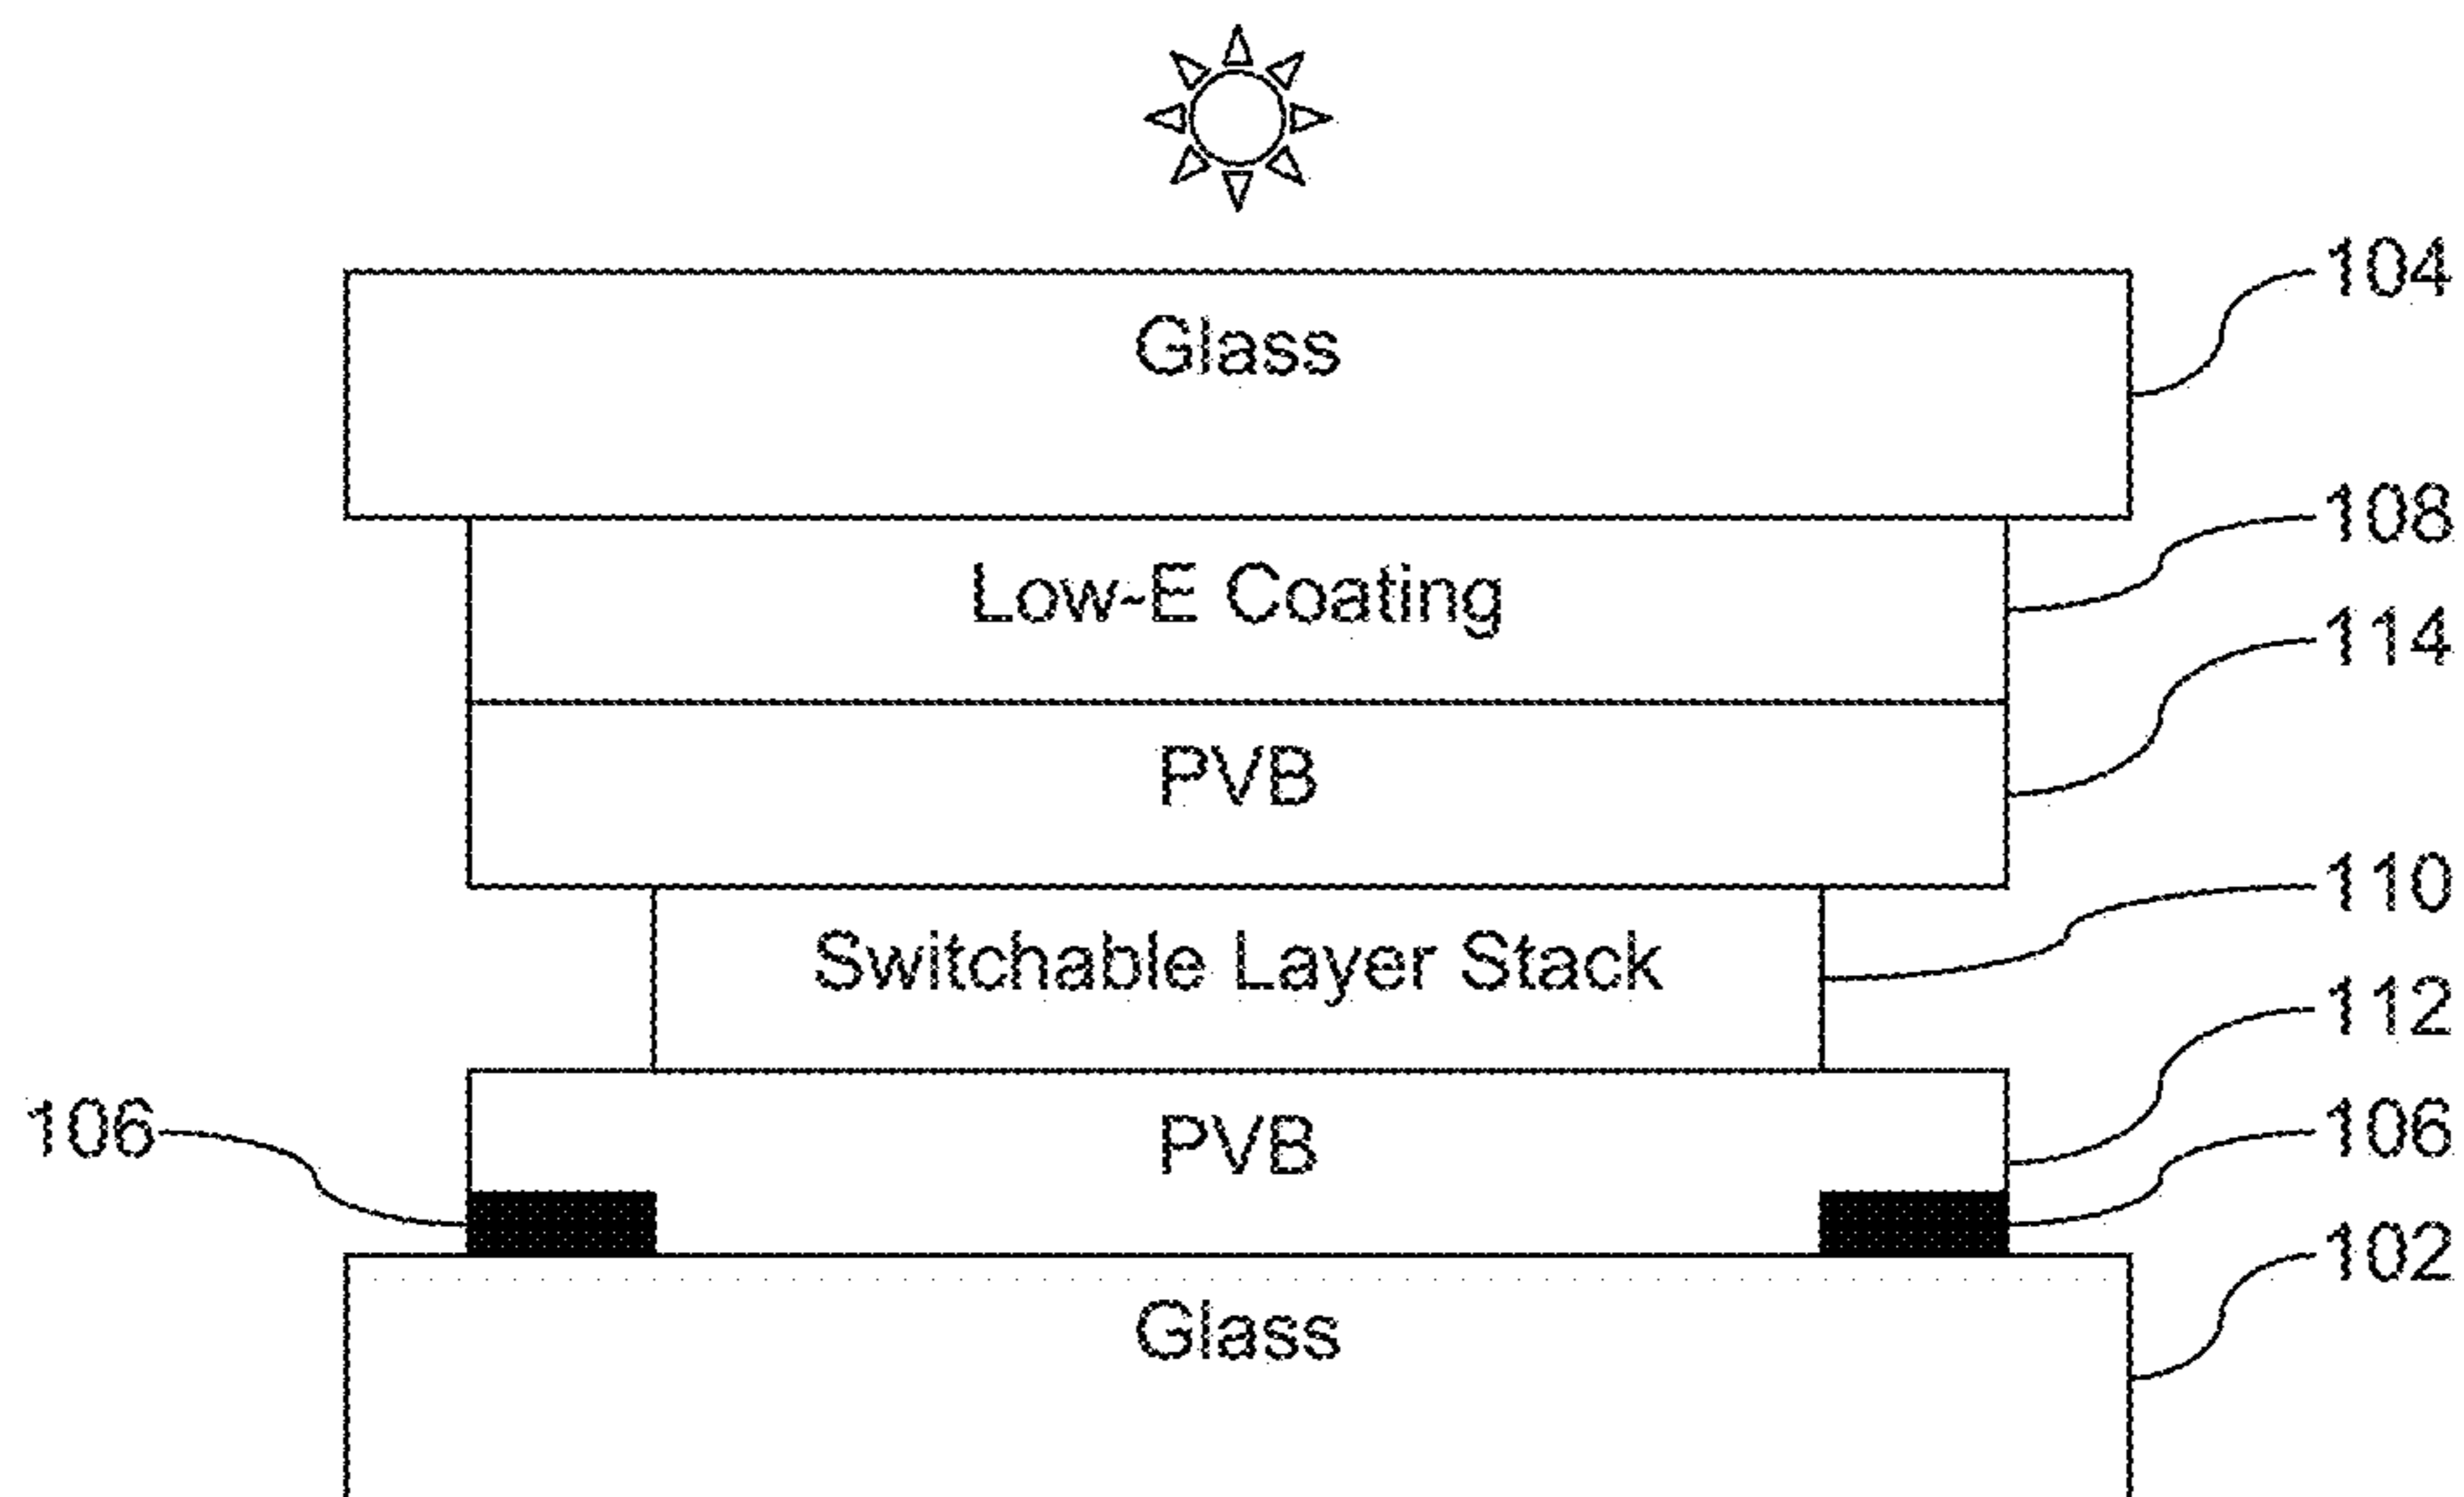 104
Glass
108
Low-E Coating
114
PVB
110
Switchable Layer Stack
112
PVB
106
106
102
Glass